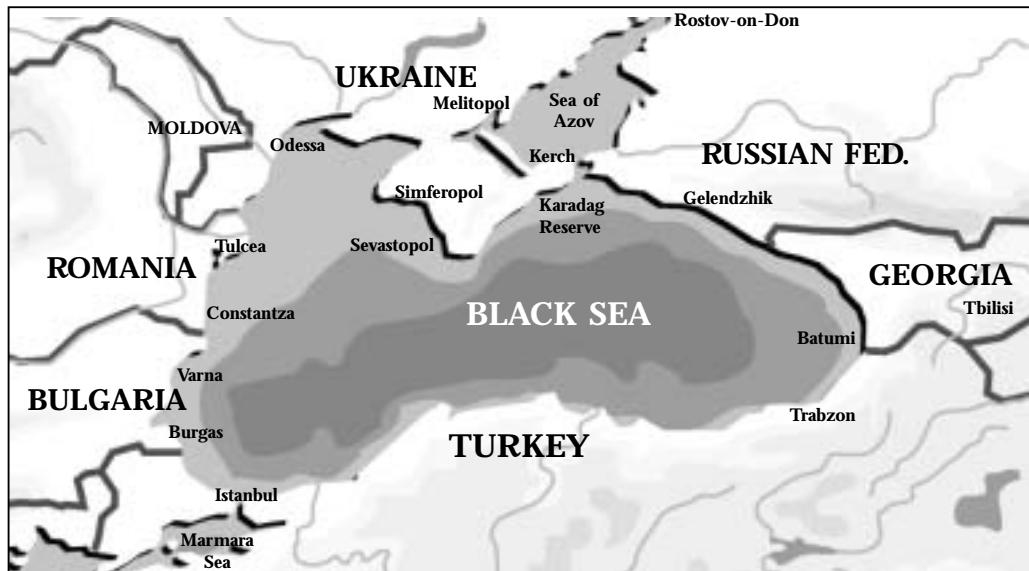 Rostov-on-Don
UKRAINE
Melitopol
Sea of
Azov
MOLDOVA
Odessa
Kerch
RUSSIAN FED.
Simferopol
Gelendzhik
Karadag
Reserve
Tulcea
Sevastopol
ROMANIA
GEORGIA
Tbilisi
Constantza
BLACK SEA
Batumi
Varna
BULGARIA
Burgas
Trabzon
TURKEY
Istanbul
Marmara
Sea